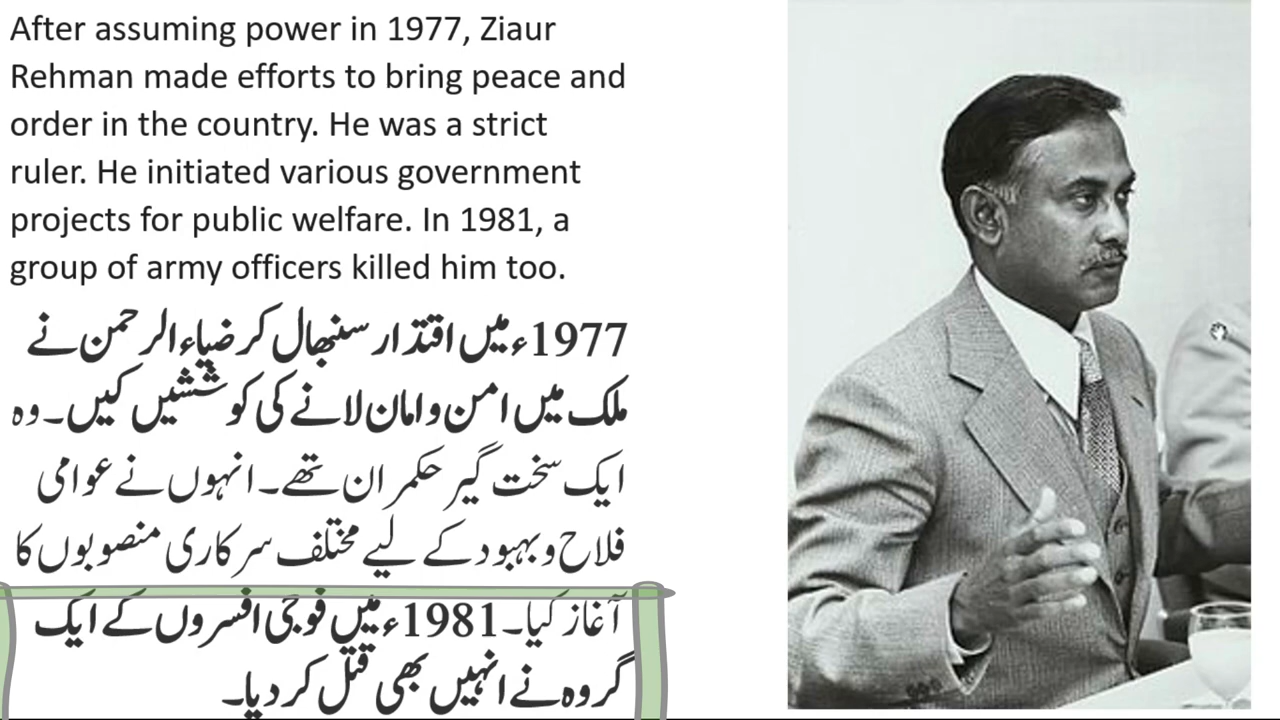 After assuming power in 1977, Ziaur
Rehman made efforts to bring peace and
order in the country. He was a strict
ruler. He initiated various government
projects for public welfare. In 1981, a
group of army officers killed him too.
1977ء میں اقتدار سنبھال کر ضیاء الرحمن نے
ملک میں امن و امان لانے کی کوششیں کیں۔ وہ
ایک سخت گیر حکمران تھے۔ انہوں نے عوامی
فلاح و بہبود کے لیے مختلف سرکاری منصوبوں کا
آغاز کیا۔ 1981ء میں فوجی افسروں کے ایک
گروہ نے انہیں بھی قتل کر دیا۔